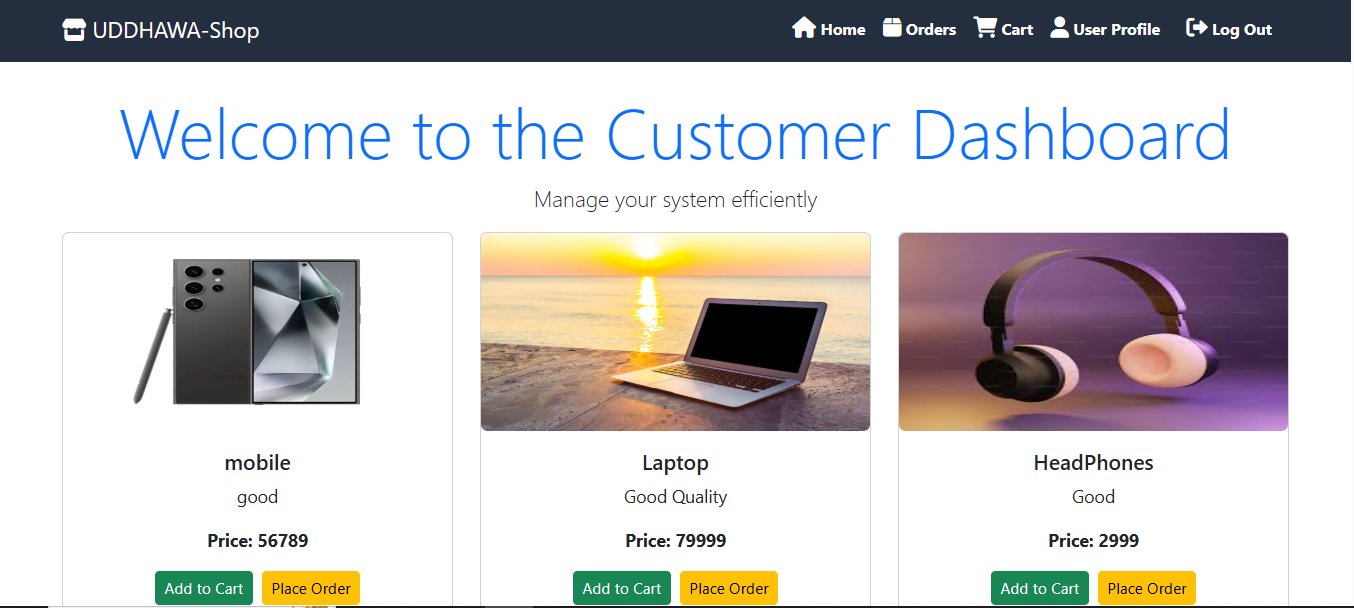 UDDHAWA-Shop
Home Orders Cart User Profile Log Out
Welcome to the Customer Dashboard
Manage your system efficiently
mobile
good
Price: 56789
Add to Cart Place Order
Laptop
Good Quality
Price: 79999
Add to Cart Place Order
HeadPhones
Good
Price: 2999
Add to Cart Place Order